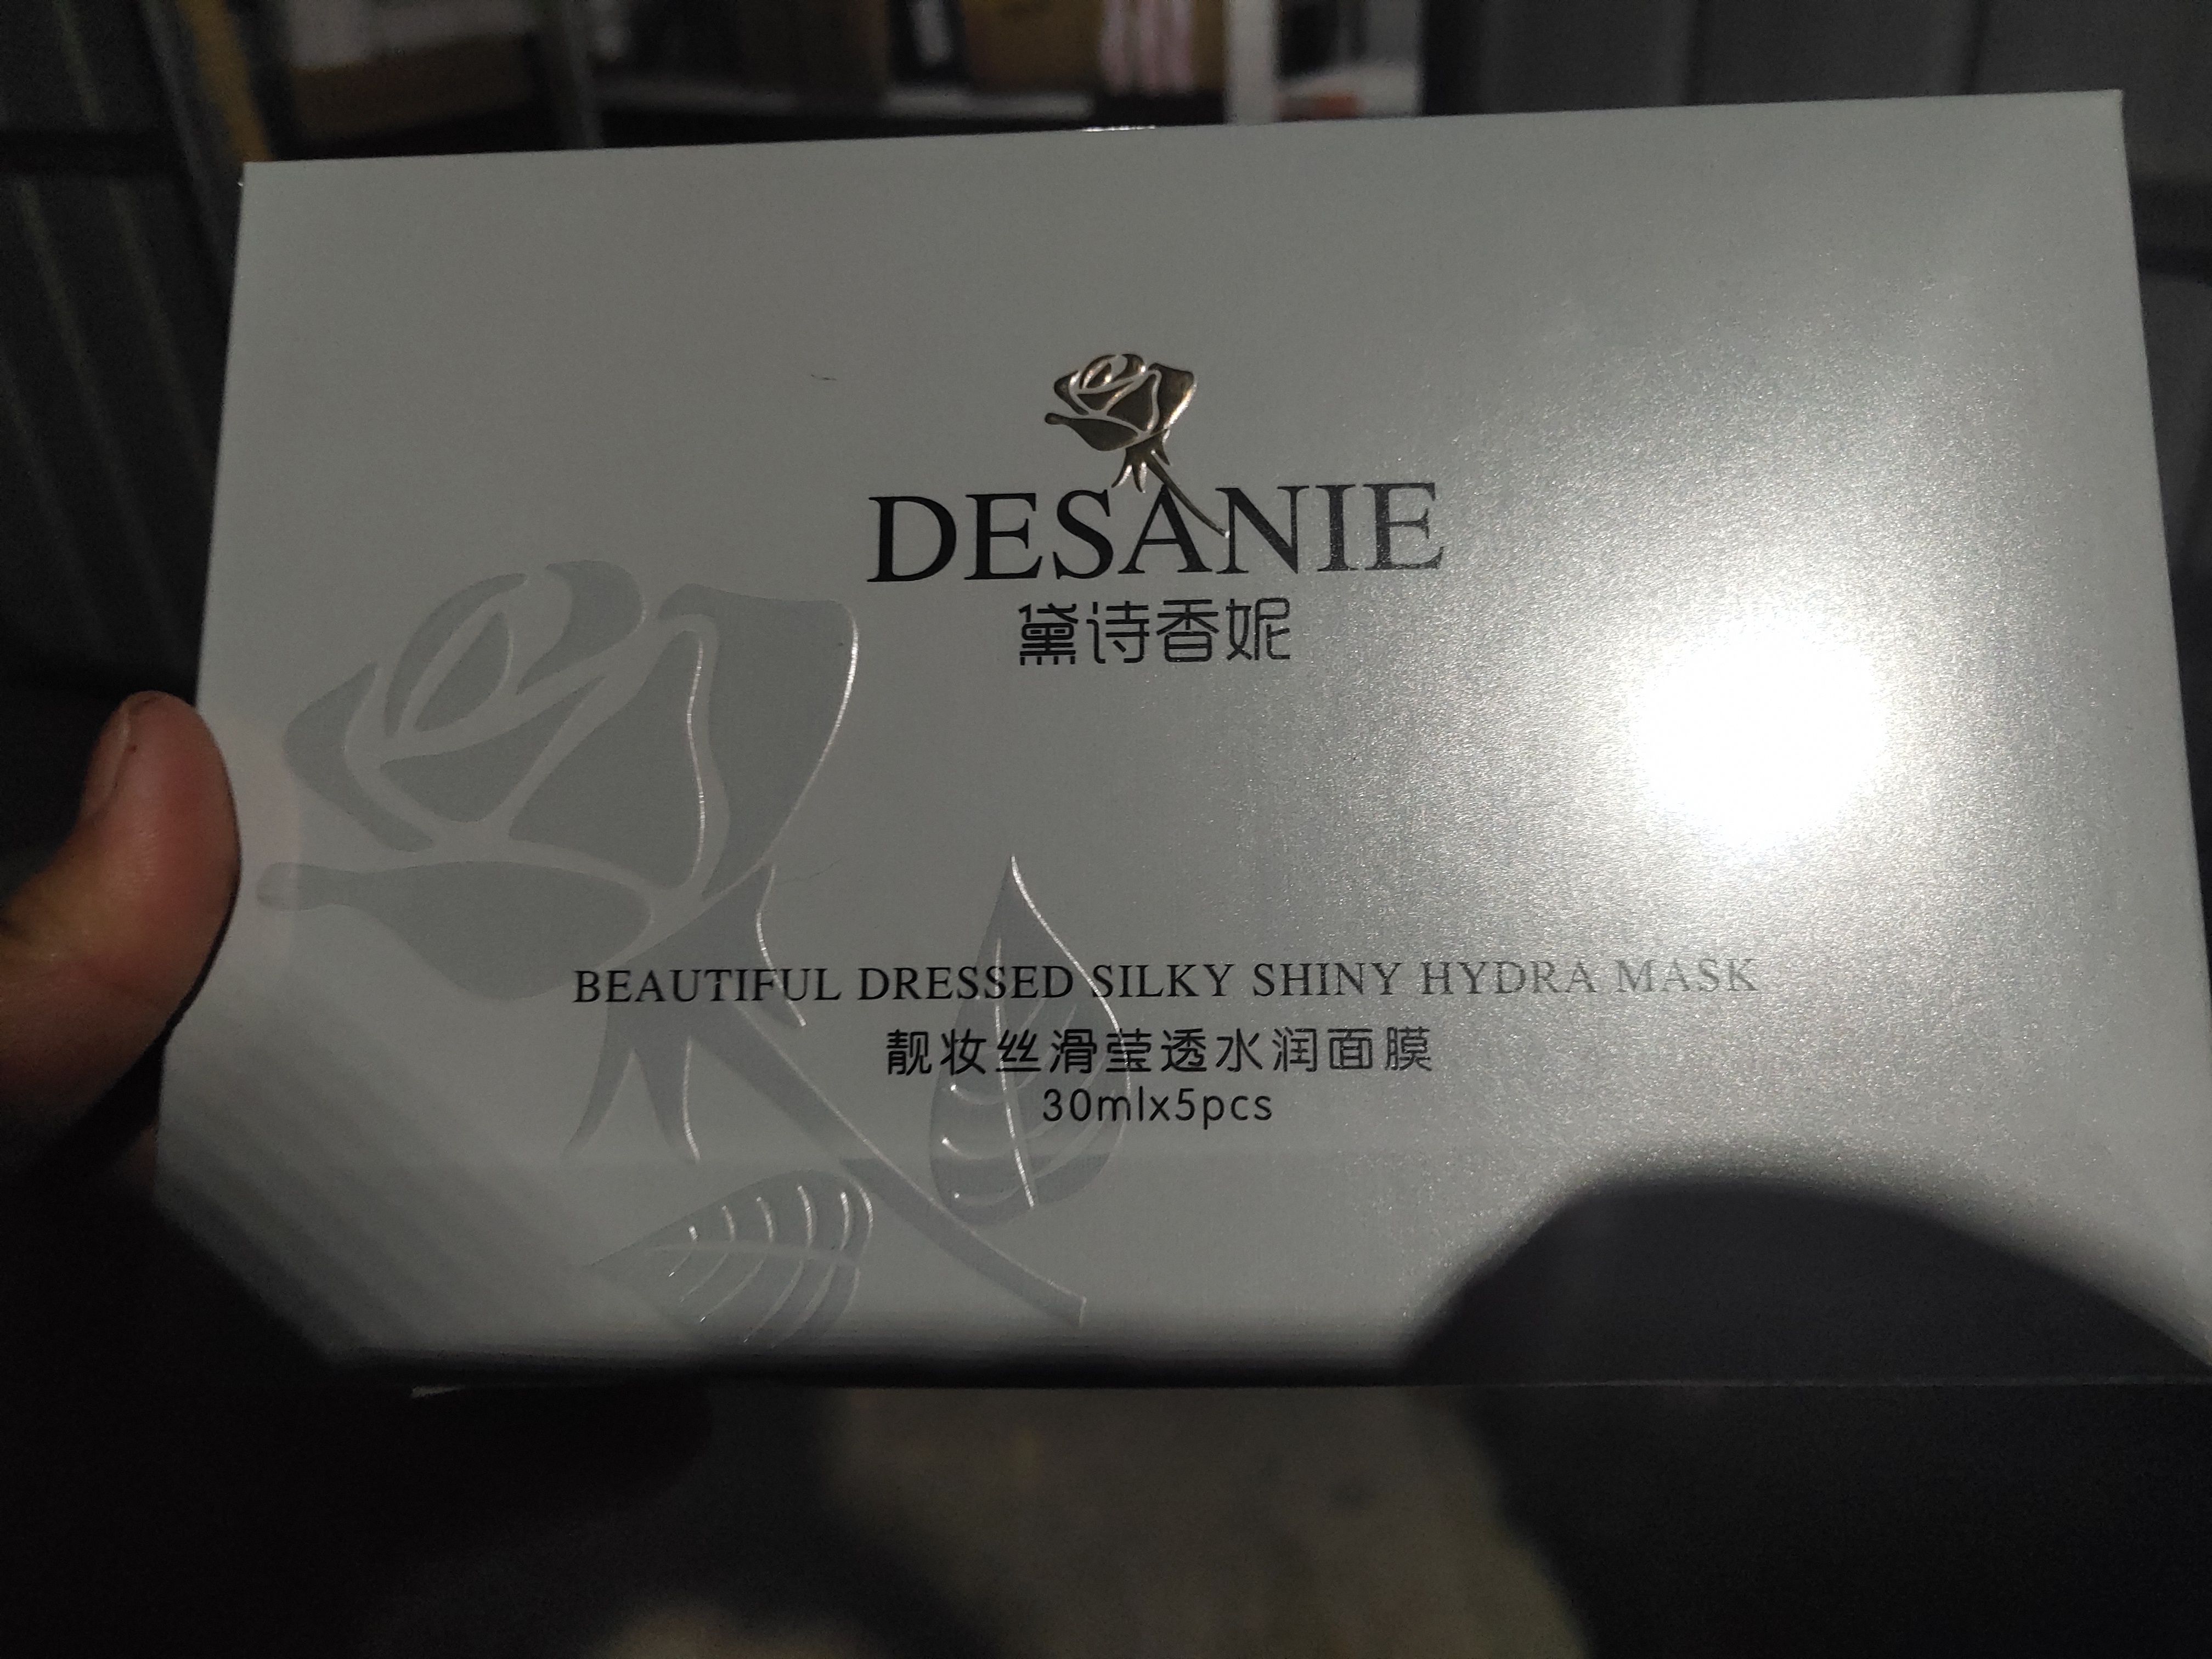 DESANIE
黛诗香妮
BEAUTIFUL DRESSED SILKY SHINY HYDRA MASK
靓妆丝滑莹透水润面膜
30mlx5pcs